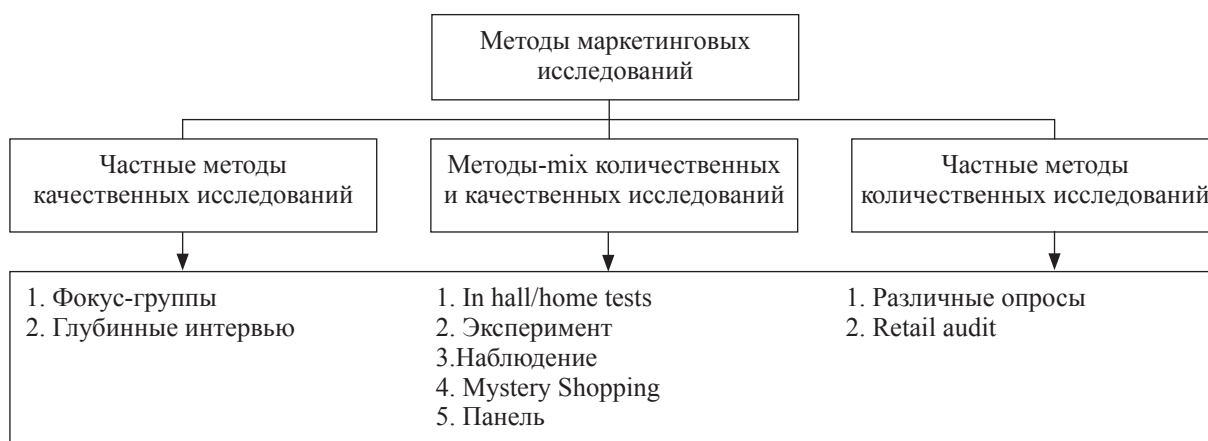 Методы маркетинговых
исследований
Частные методы
качественных исследований
Методы-mix количественных
и качественных исследований
Частные методы
количественных исследований
1. Фокус-группы
2. Глубинные интервью
1. In hall/home tests
2. Эксперимент
3.Наблюдение
4. Mystery Shopping
5. Панель
1. Различные опросы
2. Retail audit